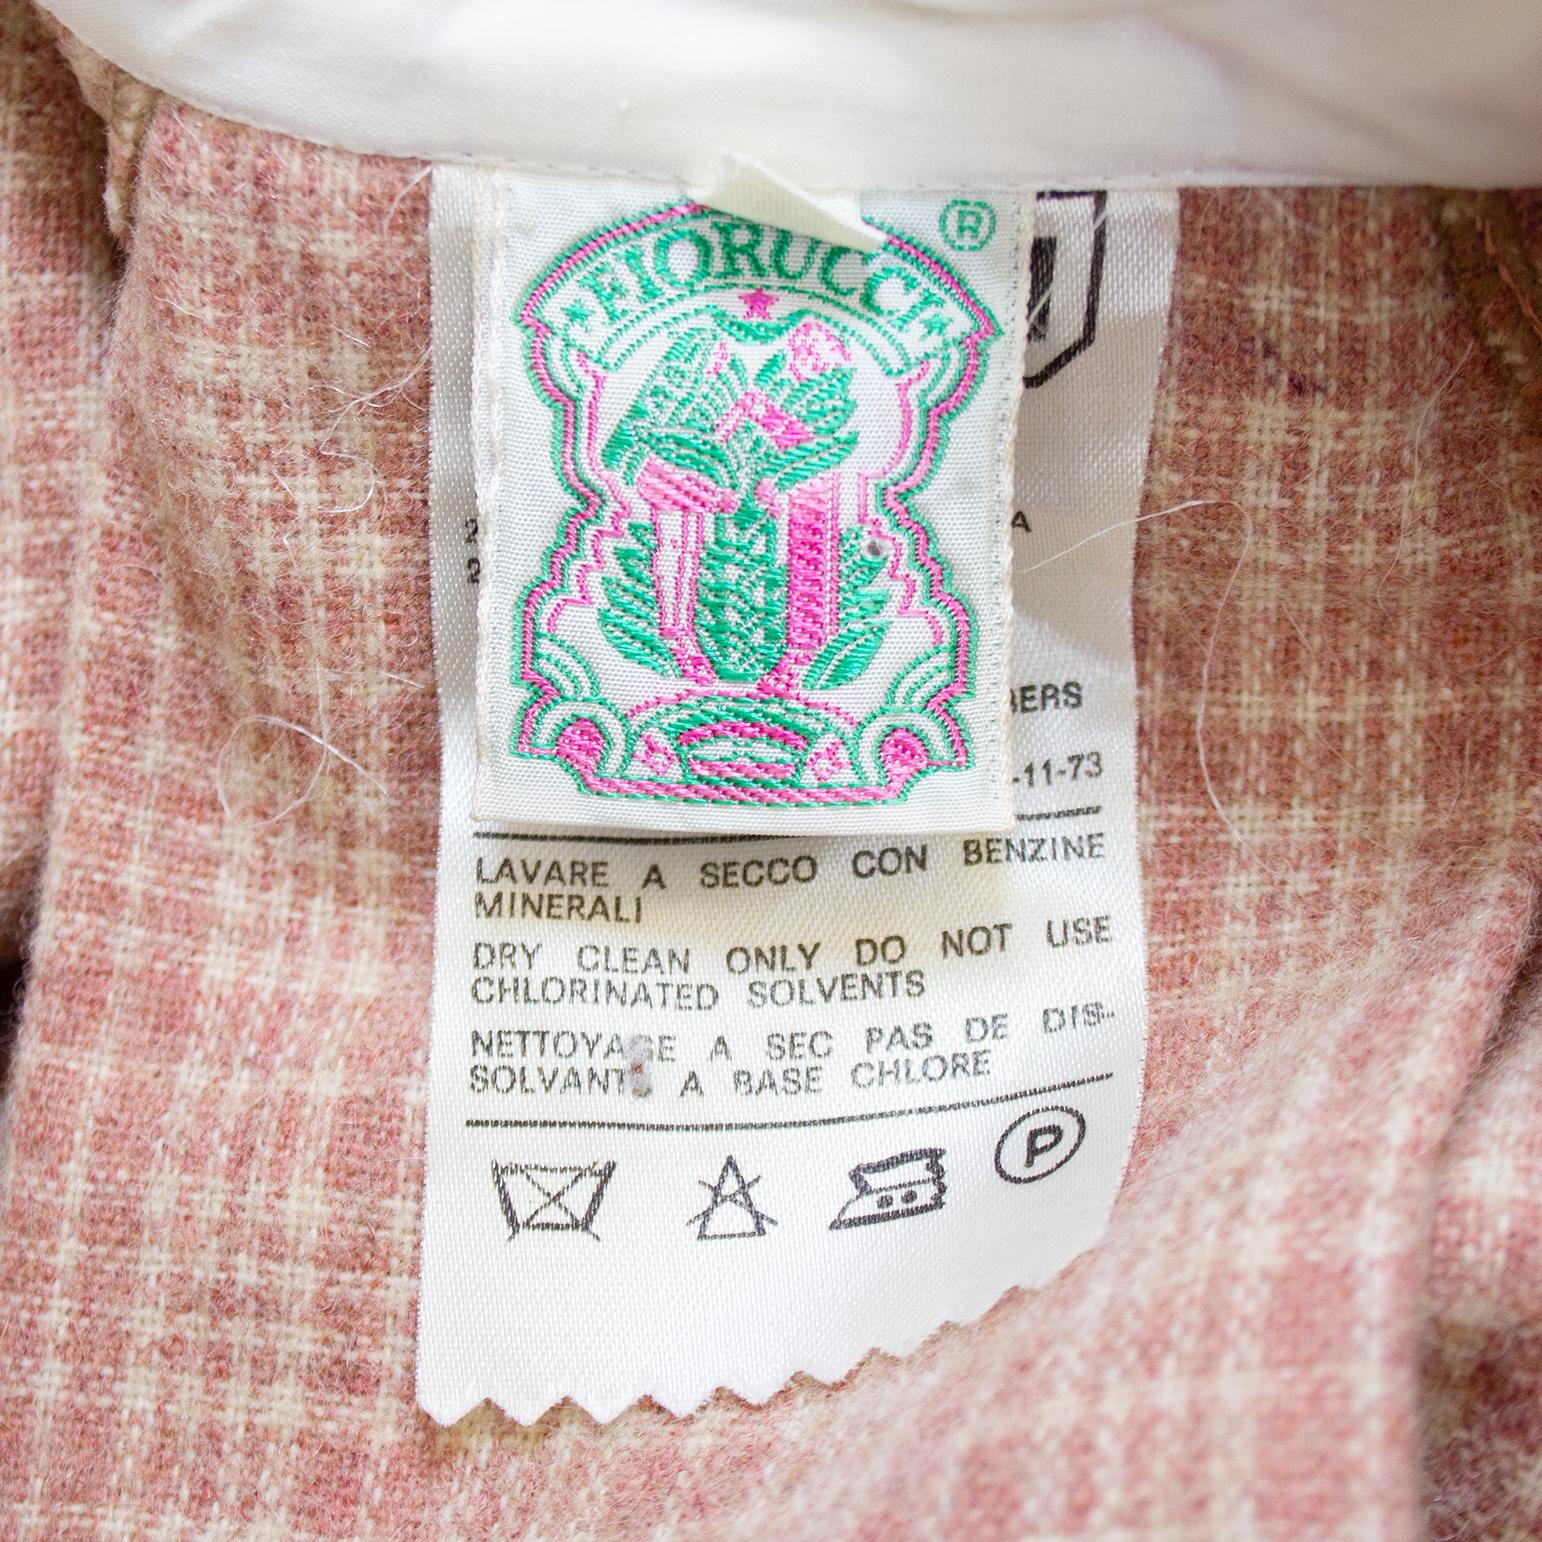 FIORUCCI ®
A
BERS
-11-73
LAVARE A SECCO CON BENZINE
MINERALI
DRY CLEAN ONLY DO NOT USE
CHLORINATED SOLVENTS
NETTOYAGE A SEC PAS DE DIS-
SOLVANTS A BASE CHLORE
P